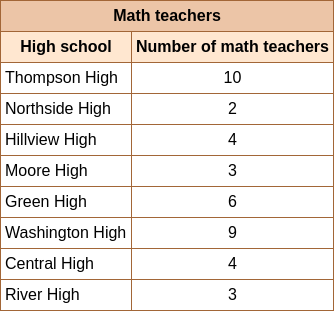 Math teachers
High school Number of math teachers
Thompson High 10
Northside High 2
Hillview High 4
Moore High 3
Green High 6
Washington High 9
Central High 4
River High 3